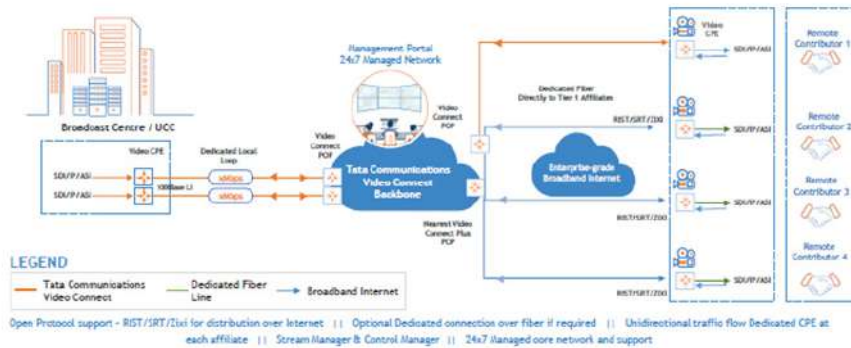 Management Portal
24x7 Managed Network
Broadcast Centre / UCC
Video CPE
Dedicated Local
Loop
SDI/IP/ASI
SDI/IP/ASI
xMbps
xMbps
Video
Connect
POP
Video
Connect
POP
Tata Communications
Video Connect
Backbone
Nearest Video
Connect Plus
POP
Dedicated Fiber
Directly to Tier 1 Affiliates
RIST/SRT/Zixi
Enterprise-grade
Broadband Internet
RIST/SRT/Zixi
RIST/SRT/Zixi
Video
CPE
SDI/IP/ASI
SDI/IP/ASI
SDI/IP/ASI
SDI/IP/ASI
Remote
Contributor 1
Remote
Contributor 2
Remote
Contributor 3
Remote
Contributor 4
LEGEND
Tata Communications
Video Connect
Dedicated Fiber
Line
Broadband Internet
Open Protocol support - RIST/SRT/Zixi for distribution over Internet || Optional Dedicated connection over fiber if required || Unidirectional traffic flow Dedicated CPE at
each affiliate || Stream Manager & Control Manager || 24x7 Managed core network and support